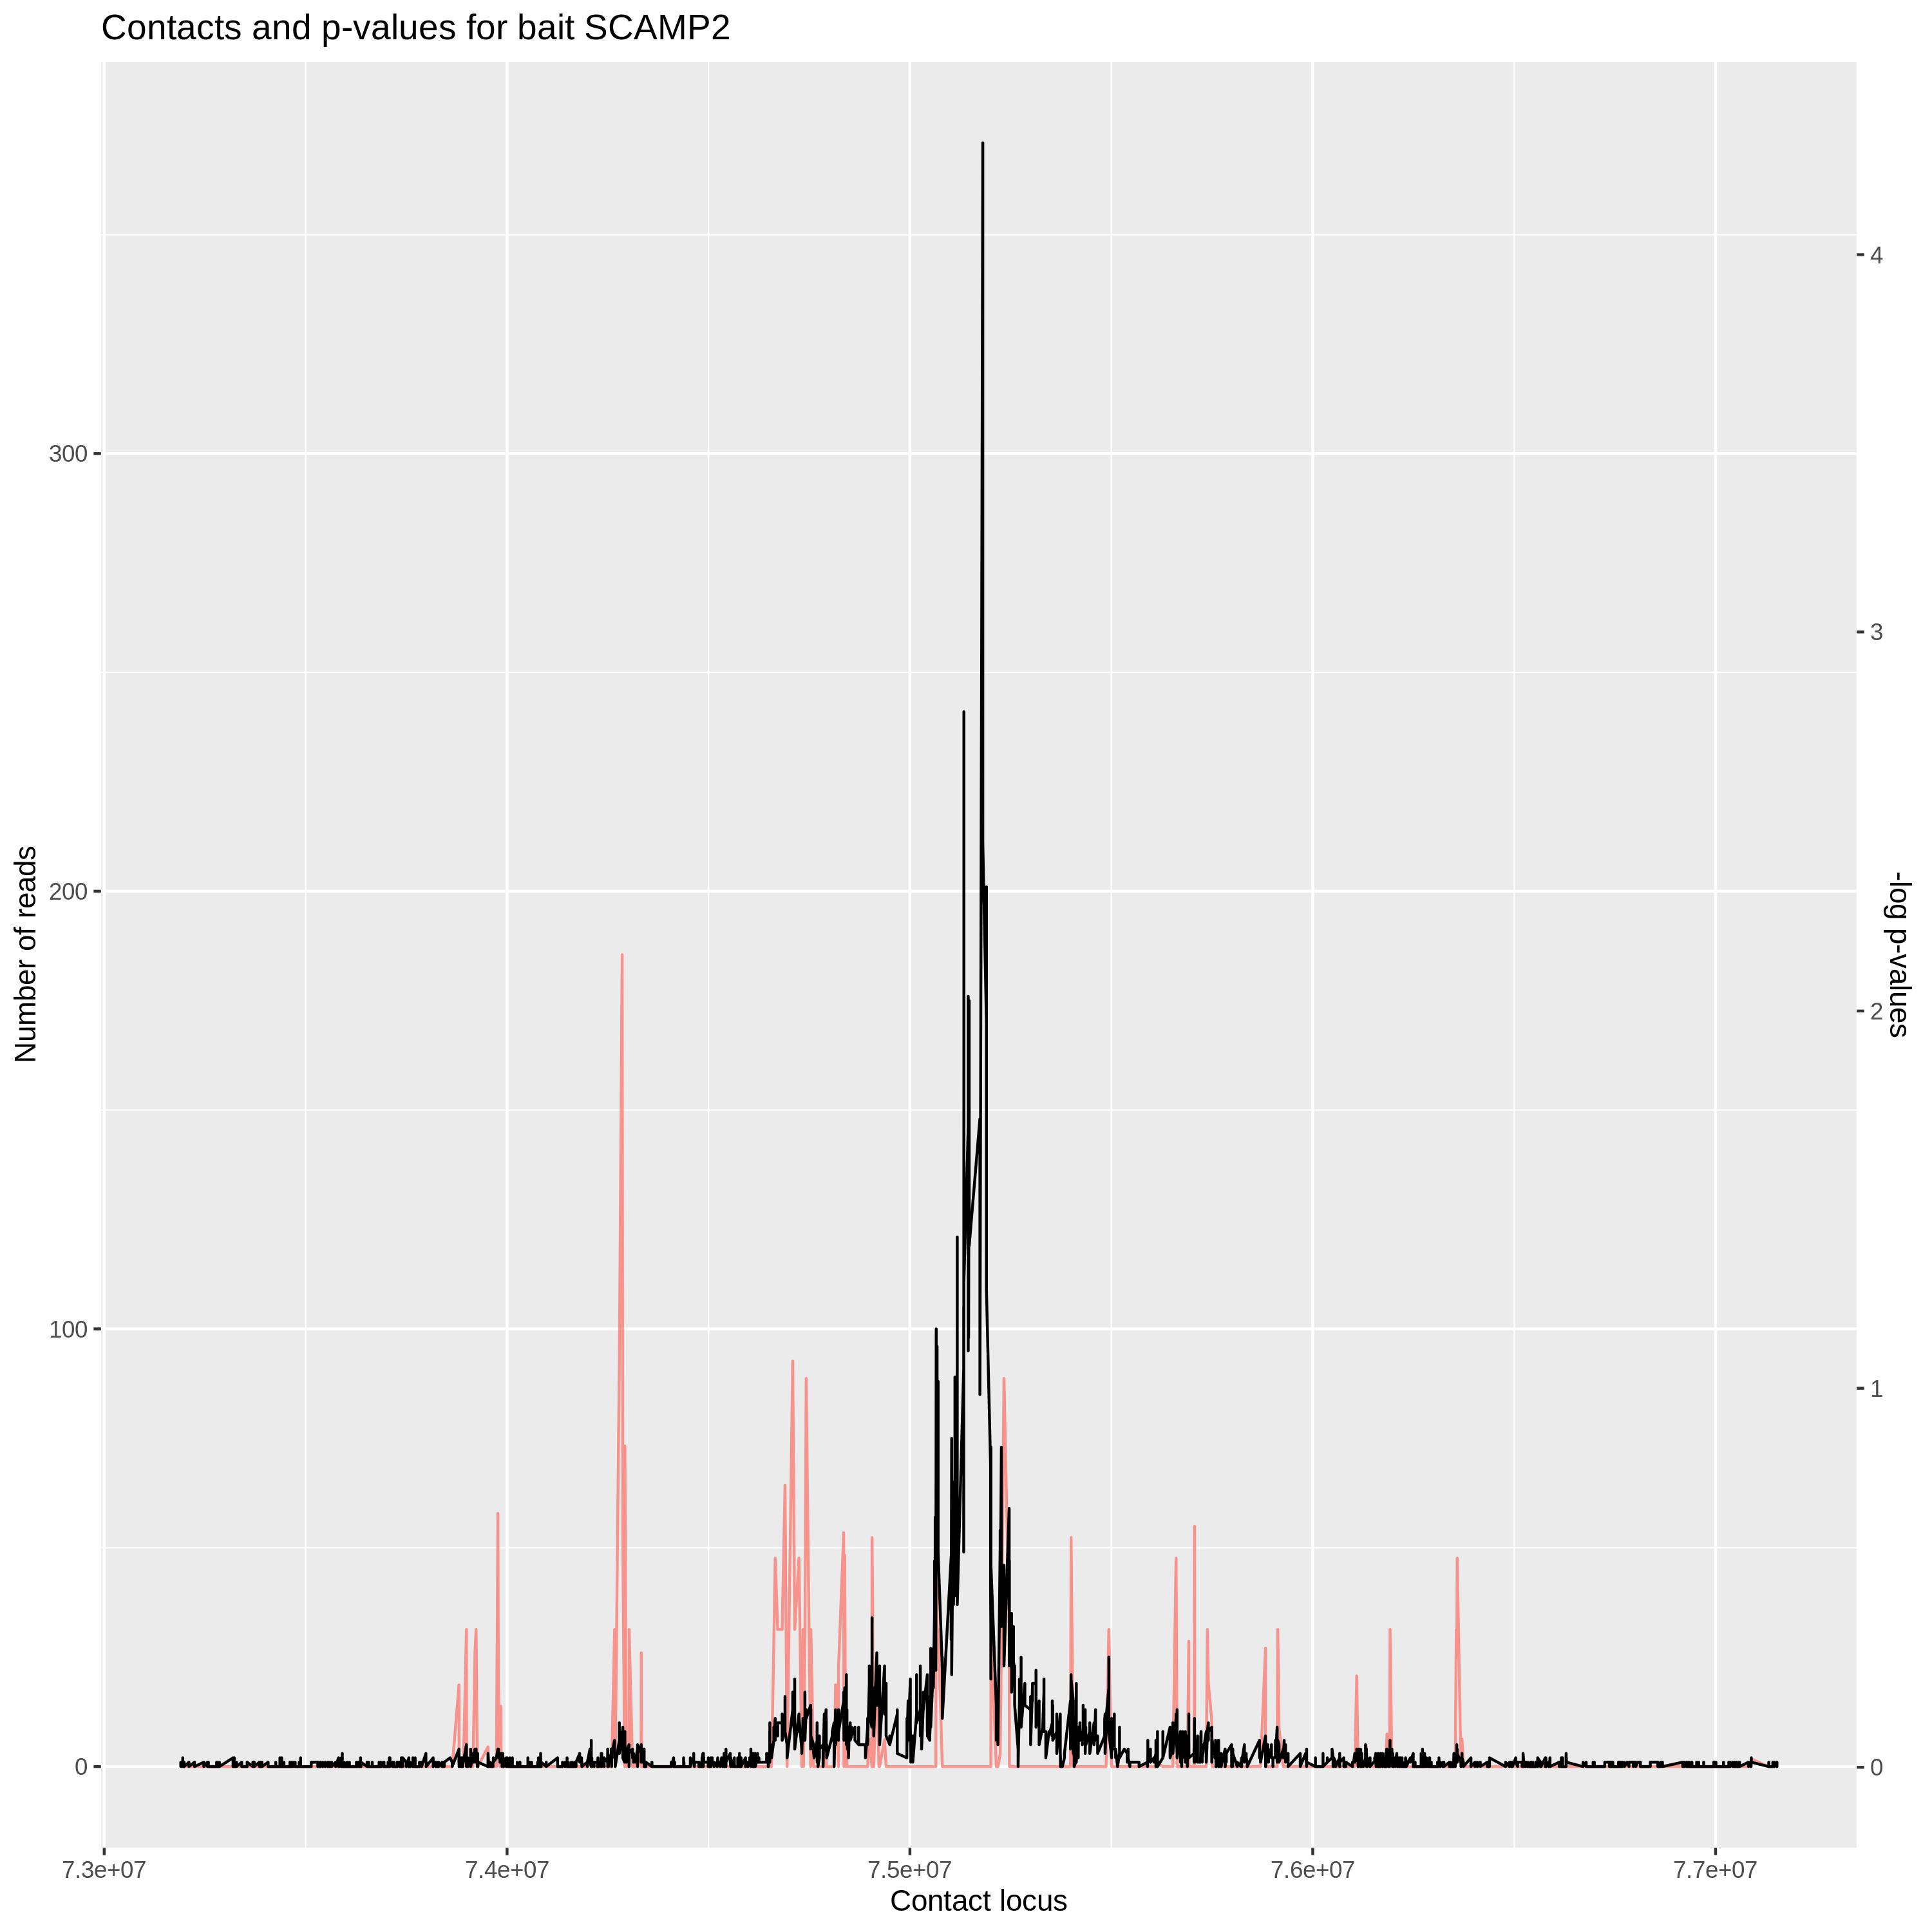 Contacts and p-values for bait SCAMP2
Number of reads
300
200
100
0
4
3
2
1
0
-log p-values
7.3e+07 7.4e+07 7.5e+07 7.6e+07 7.7e+07
Contact locus